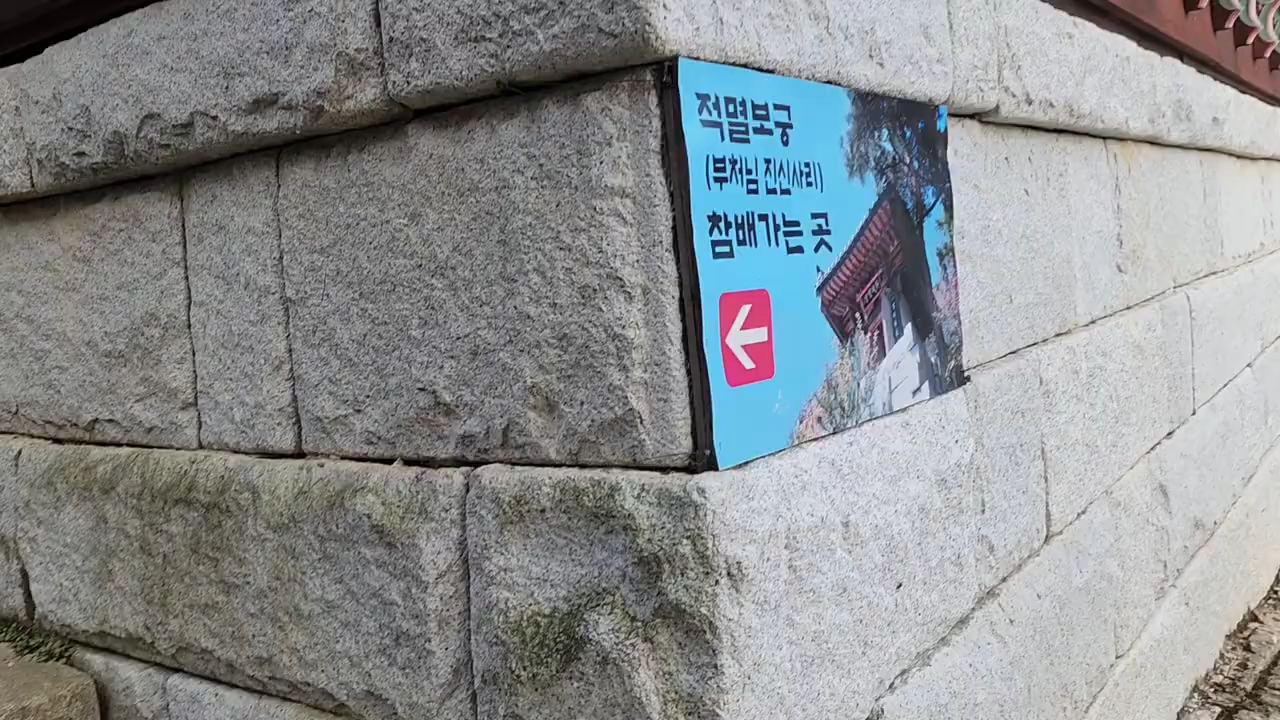 적멸보궁
(부처님 진신사리)
참배가는 곳